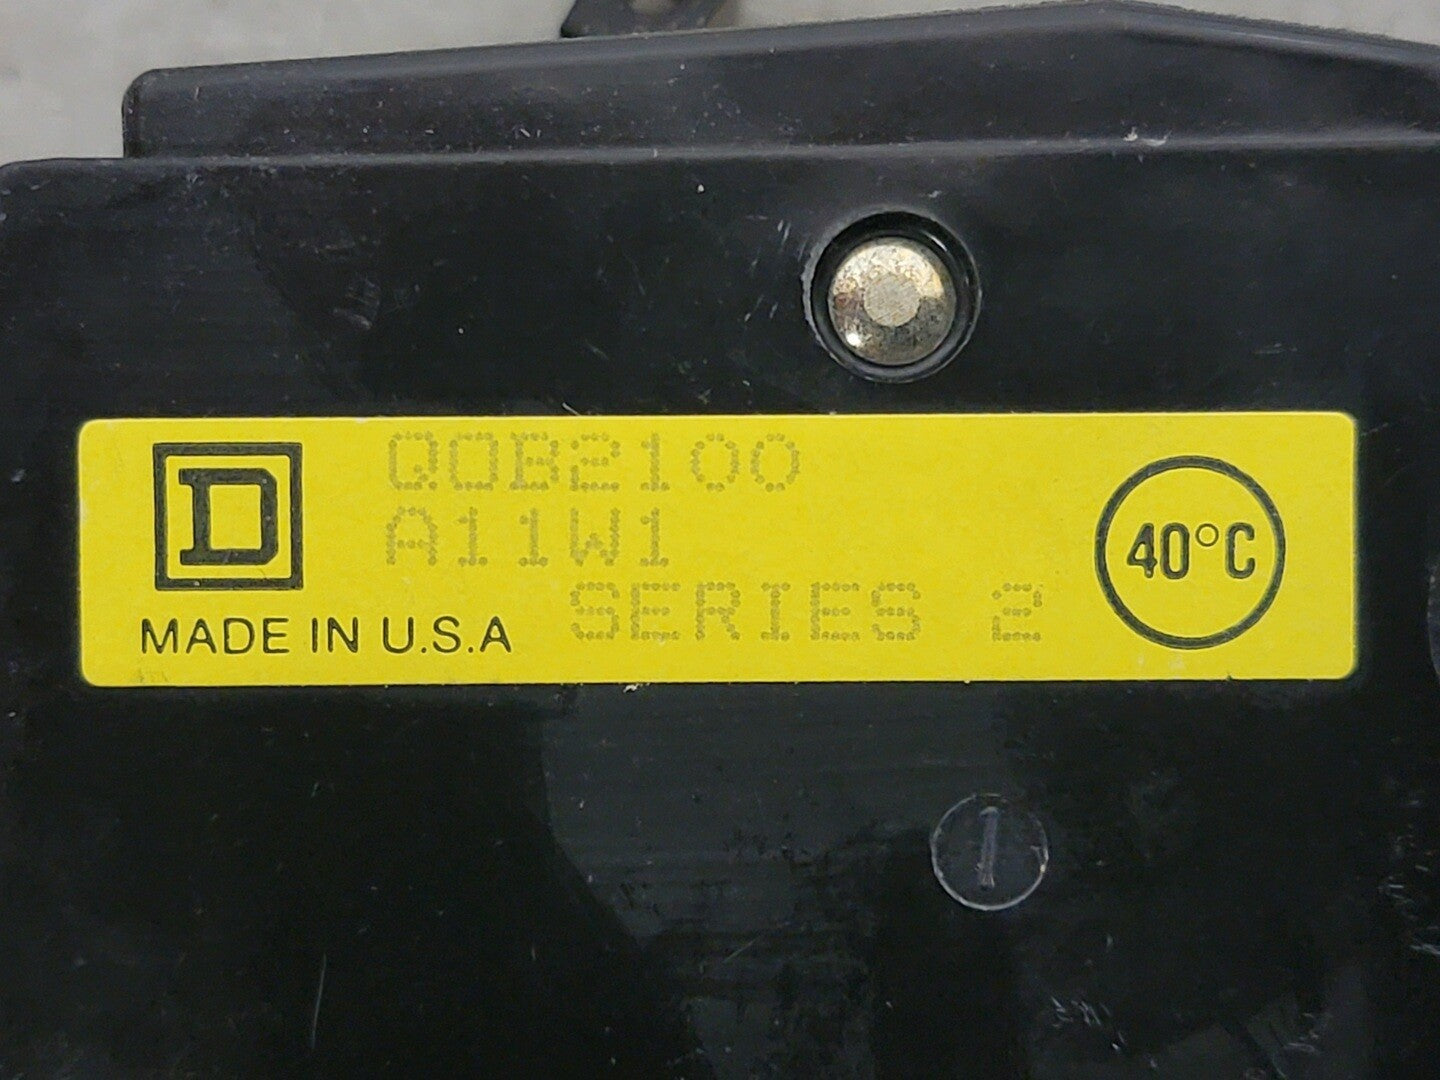 D
QOB2100
A11W1
SERIES 2
MADE IN U.S.A
40°C